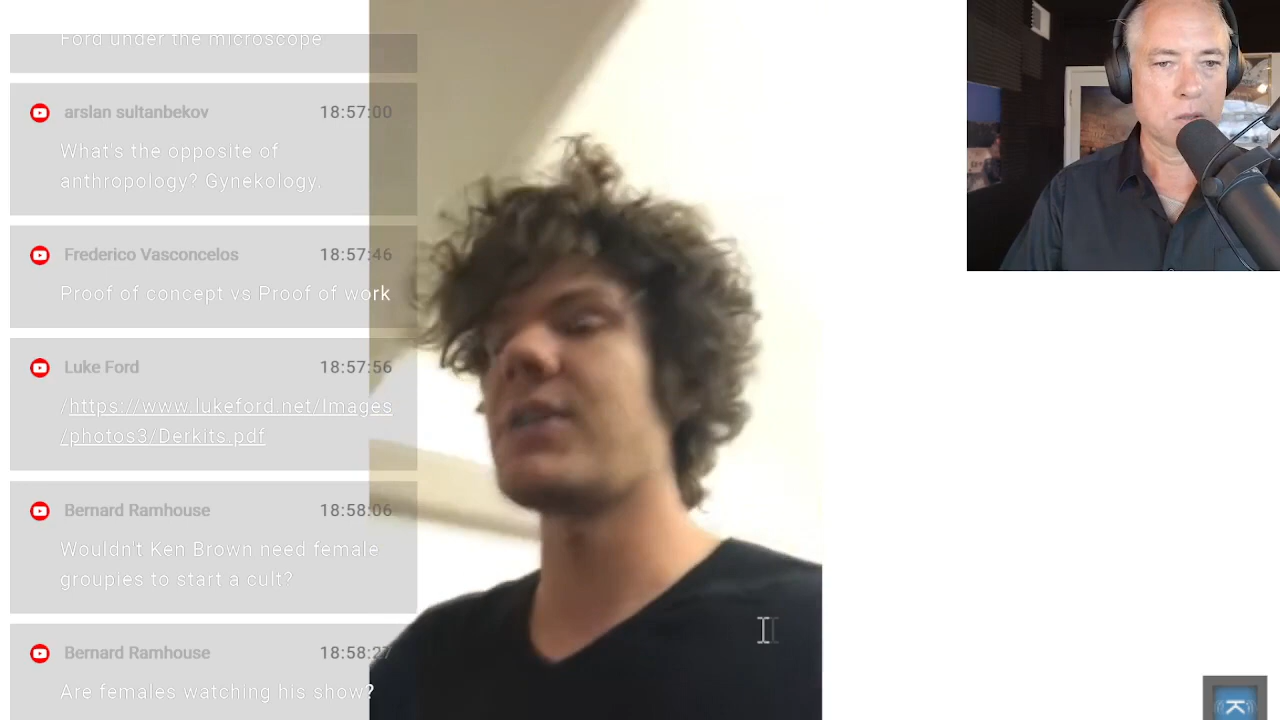 Ford under the microscope
arslan sultanbekov 18:57:00
What's the opposite of
anthropology? Gynekology.
Frederico Vasconcelos 18:57:46
Proof of concept vs Proof of work
Luke Ford 18:57:56
/https://www.lukeford.net/Images
/photos3/Derkits.pdf
Bernard Ramhouse 18:58:06
Wouldn't Ken Brown need female
groupies to start a cult?
Bernard Ramhouse 18:58:27
Are females watching his show?
K